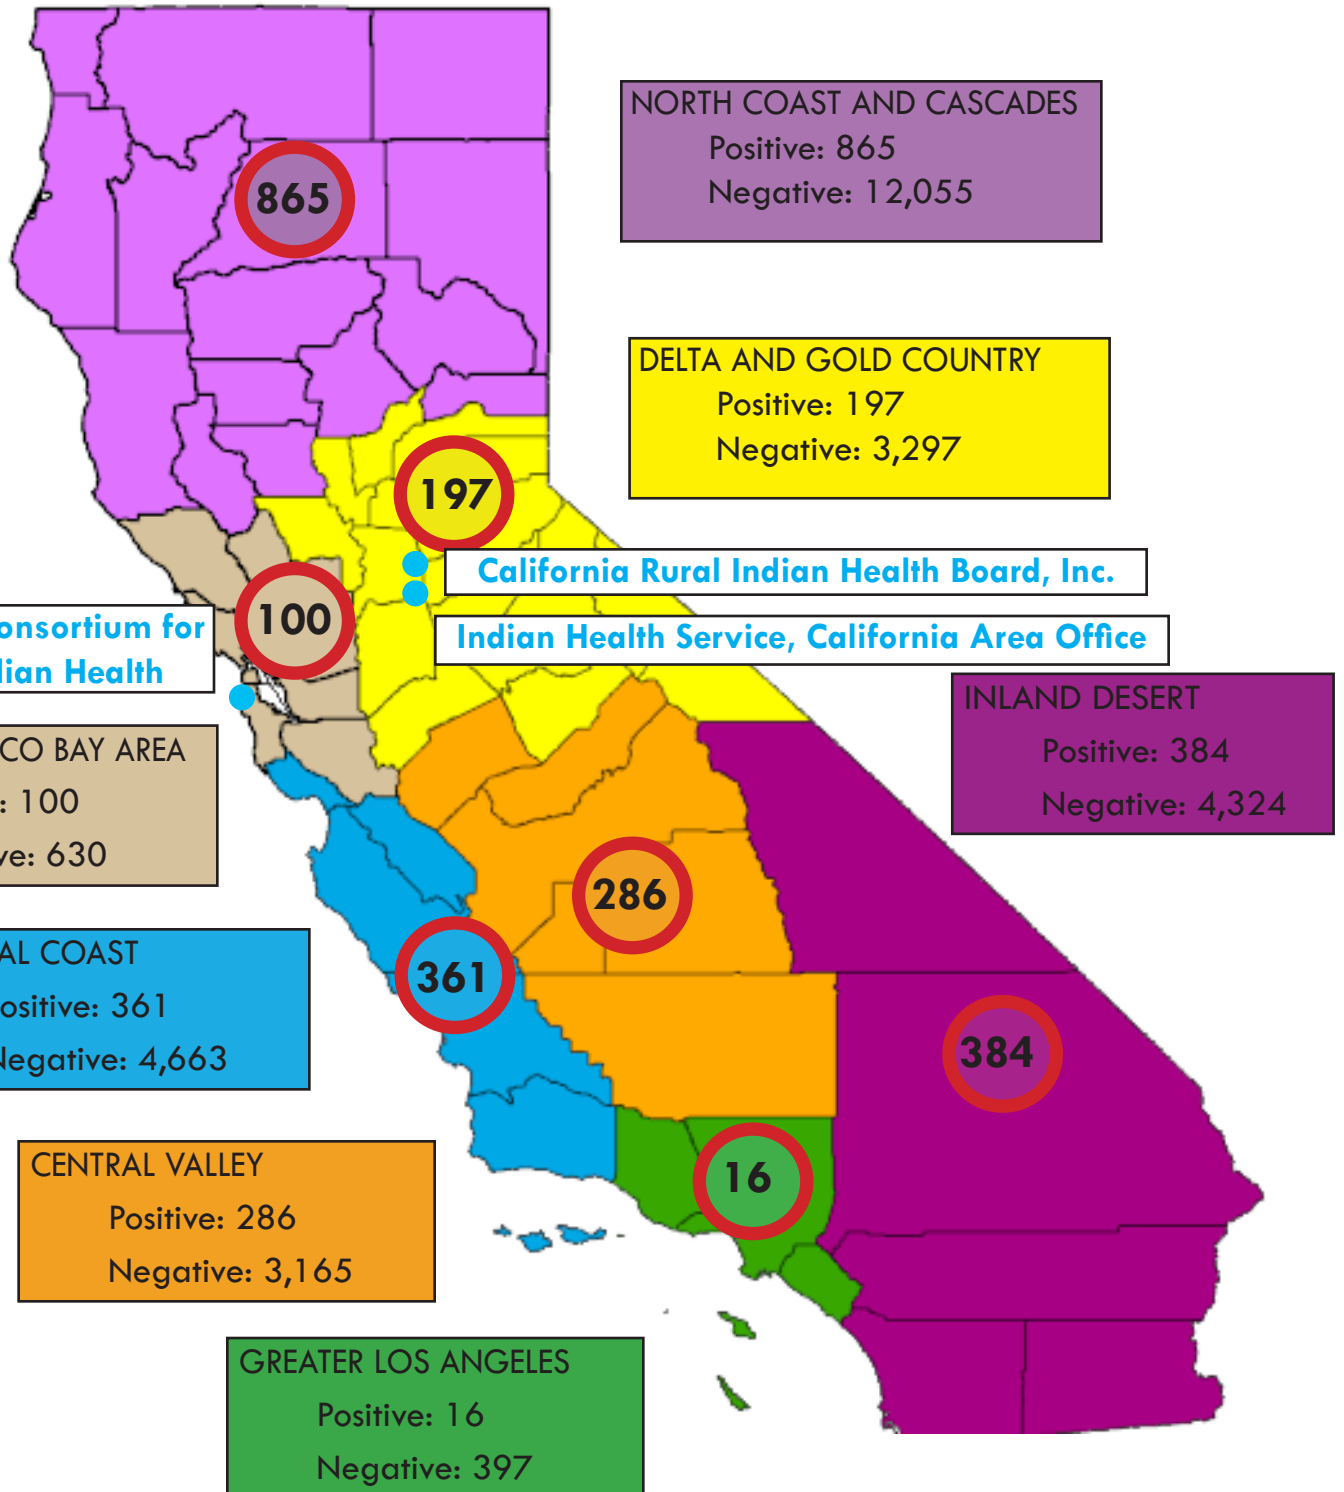 NORTH COAST AND CASCADES
Positive: 865
Negative: 12,055
865
DELTA AND GOLD COUNTRY
Positive: 197
Negative: 3,297
197
California Rural Indian Health Board, Inc.
100
onsortium for
dian Health
Indian Health Service, California Area Office
INLAND DESERT
Positive: 384
Negative: 4,324
CO BAY AREA
: 100
ve: 630
286
AL COAST
ositive: 361
Negative: 4,663
361
384
CENTRAL VALLEY
Positive: 286
Negative: 3,165
16
GREATER LOS ANGELES
Positive: 16
Negative: 397